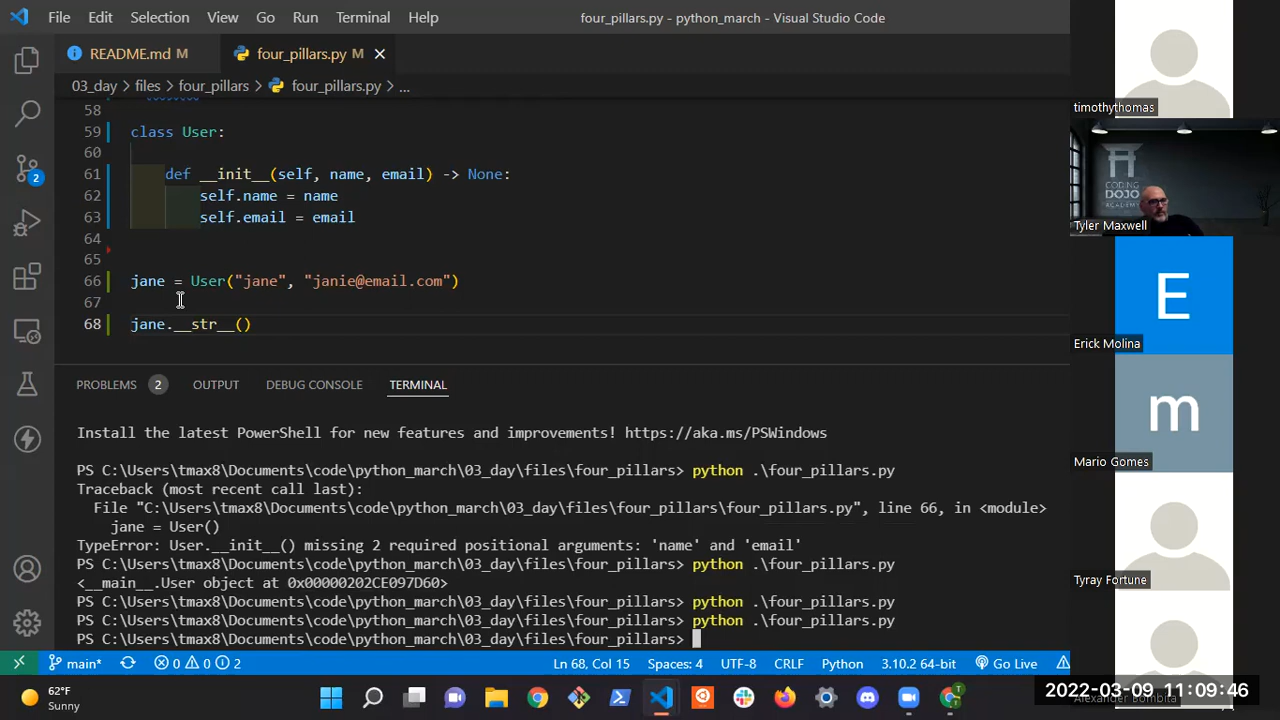 File Edit Selection View Go Run Terminal Help four_pillars.py - python_march - Visual Studio Code
README.md M four_pillars.py M
03_day files four_pillars four_pillars.py ...
58
59 class User:
60
61 def __init__(self, name, email) -> None:
62 self.name = name
63 self.email = email
64
65
66 jane = User("jane", "janie@email.com")
67
68 jane.__str__()
2
PROBLEMS 2 OUTPUT DEBUG CONSOLE TERMINAL
Install the latest PowerShell for new features and improvements! https://aka.ms/PSWindows
PS C:\Users\tmax8\Documents\code\python_march\03_day\files\four_pillars> python .\four_pillars.py
Traceback (most recent call last):
File "C:\Users\tmax8\Documents\code\python_march\03_day\files\four_pillars\four_pillars.py", line 66, in <module>
jane = User()
TypeError: User.__init__() missing 2 required positional arguments: 'name' and 'email'
PS C:\Users\tmax8\Documents\code\python_march\03_day\files\four_pillars> python .\four_pillars.py
<__main__.User object at 0x00000202CE097D60>
PS C:\Users\tmax8\Documents\code\python_march\03_day\files\four_pillars> python .\four_pillars.py
PS C:\Users\tmax8\Documents\code\python_march\03_day\files\four_pillars> python .\four_pillars.py
PS C:\Users\tmax8\Documents\code\python_march\03_day\files\four_pillars>
main* 0 0 2 Ln 68, Col 15 Spaces: 4 UTF-8 CRLF Python 3.10.2 64-bit Go Live
62°F
Sunny
timothythomas
CODING
DOJO
ACADEMY
Tyler Maxwell
E
Erick Molina
m
Mario Gomes
Tyray Fortune
Alexander Bombita
2022-03-09 11:09:46